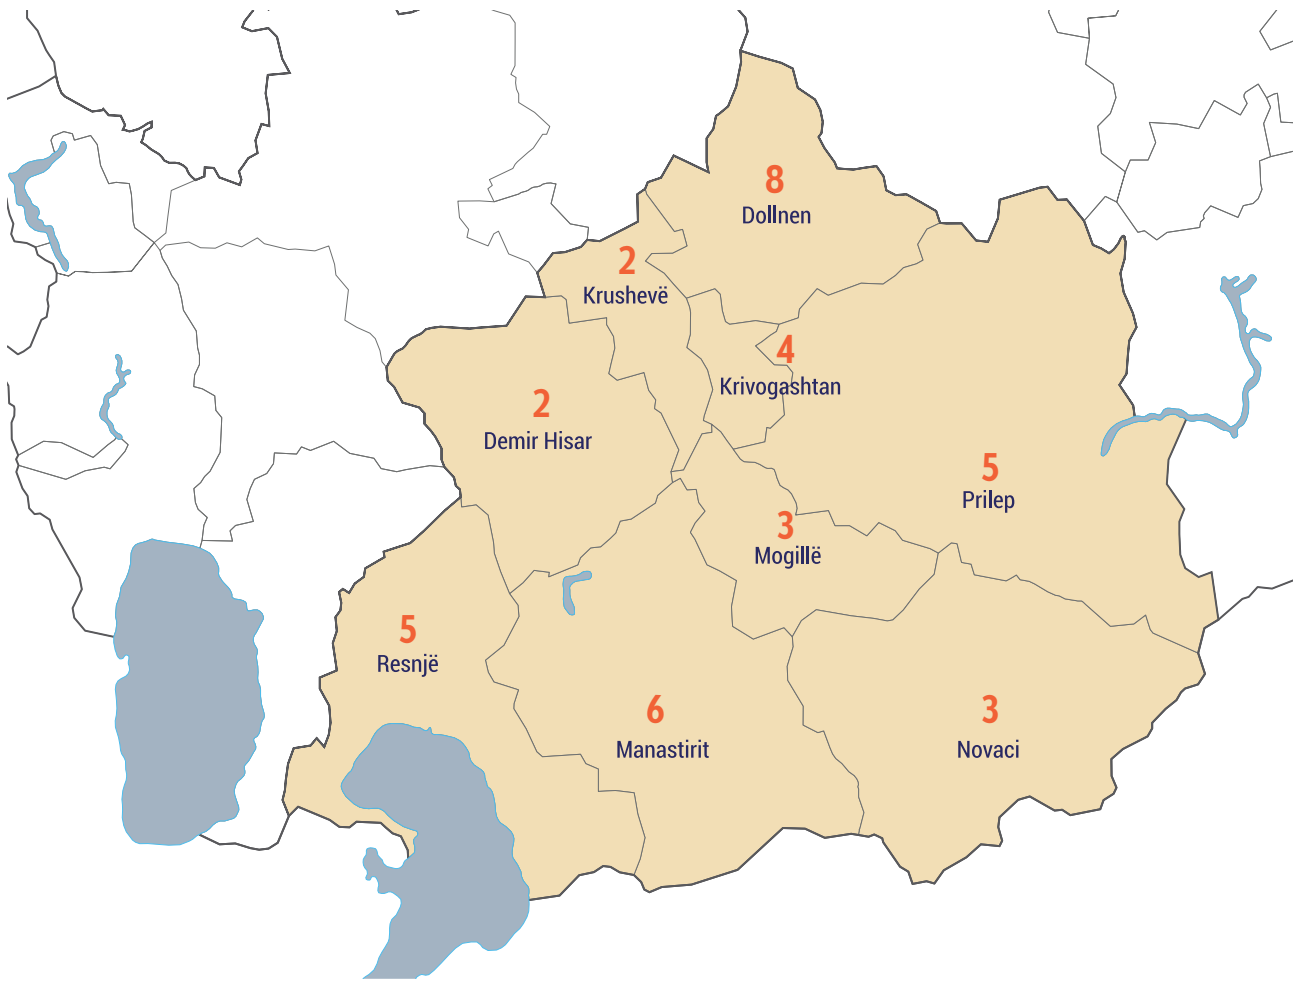 8
Dollnen
2
Krushevë
4
Krivogashtan
2
Demir Hisar
5
Prilep
3
Mogillë
5
Resnjë
6
Manastirit
3
Novaci